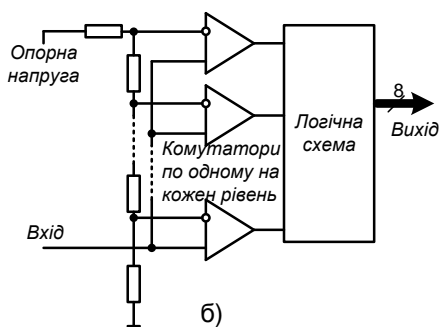 Опорна
напруга
8
Логічна
схема
Вихід
Комутатори
по одному на
кожен рівень
Вхід
б)